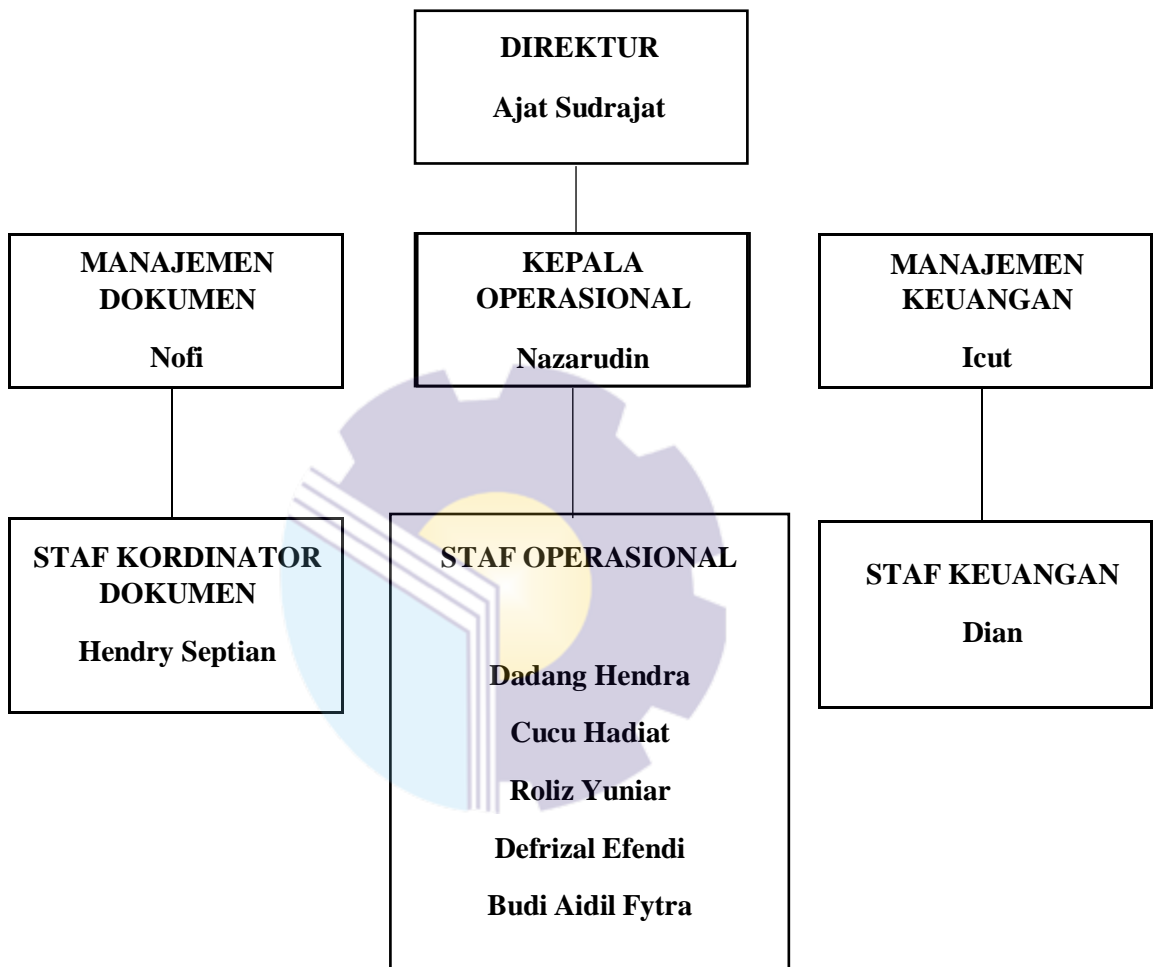 DIREKTUR
Ajat Sudrajat
MANAJEMEN
DOKUMEN
Nofi
KEPALA
OPERASIONAL
Nazarudin
MANAJEMEN
KEUANGAN
Icut
STAF KORDINATOR
DOKUMEN
Hendry Septian
STAF OPERASIONAL
Dadang Hendra
Cucu Hadiat
Roliz Yuniar
Defrizal Efendi
Budi Aidil Fytra
STAF KEUANGAN
Dian